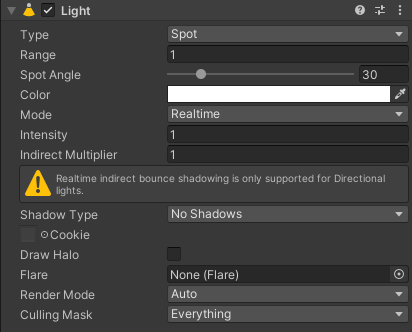 Light
Type Spot
Range 1
Spot Angle 30
Color
Mode Realtime
Intensity 1
Indirect Multiplier 1
Realtime indirect bounce shadowing is only supported for Directional
lights.
Shadow Type No Shadows
Cookie
Draw Halo
Flare None (Flare)
Render Mode Auto
Culling Mask Everything